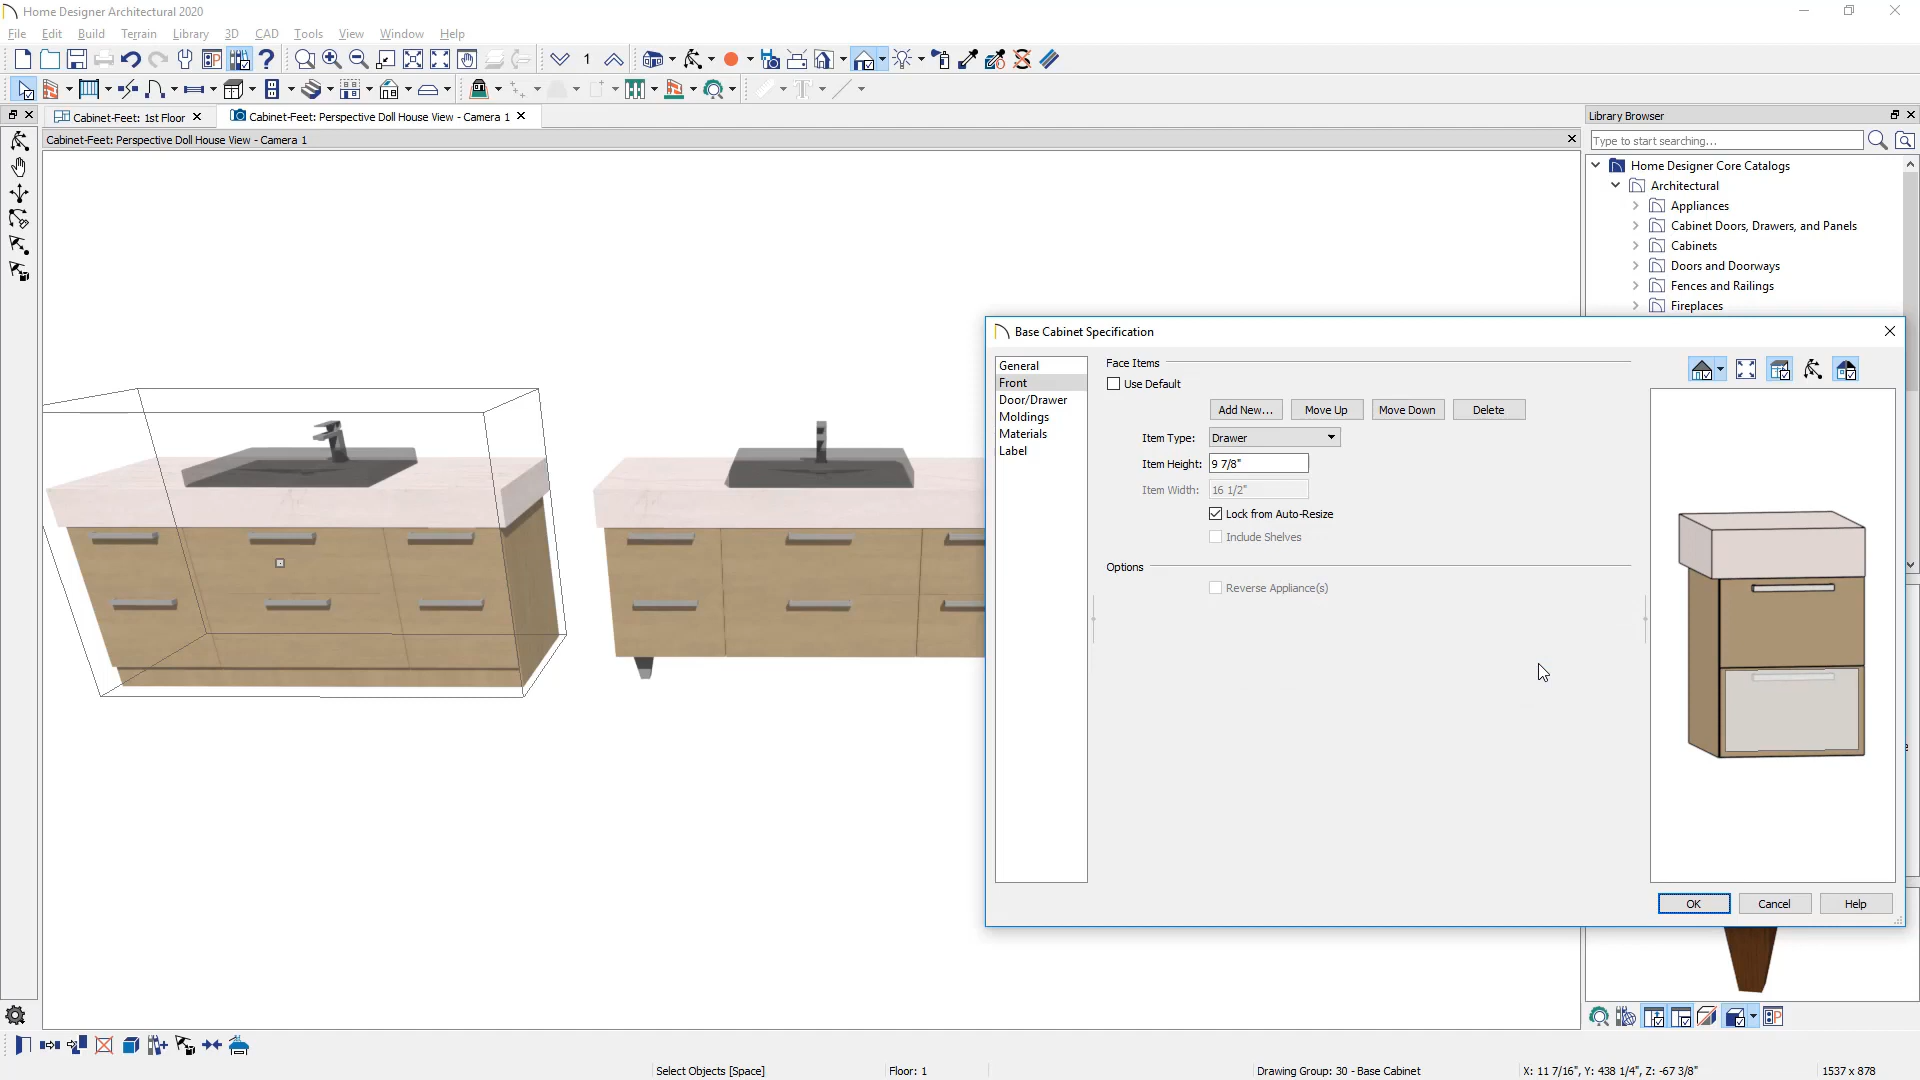 Home Designer Architectural 2020
File Edit Build Terrain Library 3D CAD Tools View Window Help
1
Cabinet-Feet: 1st Floor
Cabinet-Feet: Perspective Doll House View - Camera 1
Cabinet-Feet: Perspective Doll House View - Camera 1
Library Browser
Type to start searching...
Home Designer Core Catalogs
Architectural
Appliances
Cabinet Doors, Drawers, and Panels
Cabinets
Doors and Doorways
Fences and Railings
Fireplaces
Base Cabinet Specification
General
Front
Door/Drawer
Moldings
Materials
Label
Face Items
Use Default
Add New... Move Up Move Down Delete
Item Type: Drawer
Item Height: 9 7/8"
Item Width: 16 1/2"
Lock from Auto-Resize
Include Shelves
Options
Reverse Appliance(s)
OK Cancel Help
Select Objects [Space] Floor: 1 Drawing Group: 30 - Base Cabinet X: 11 7/16", Y: 438 1/4", Z: -67 3/8" 1537 x 878